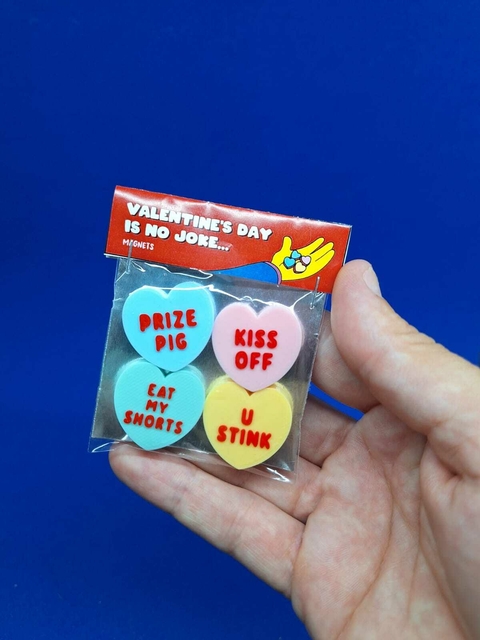 VALENTINE'S DAY
IS NO JOKE...
MAGNETS
PRIZE
PIG
KISS
OFF
EAT
MY
SHORTS
U
STINK